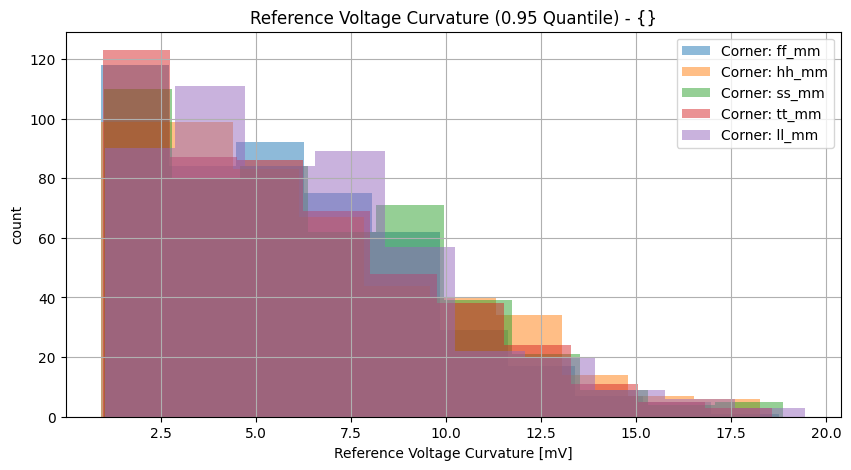 Reference Voltage Curvature (0.95 Quantile) - {}
Corner: ff_mm
Corner: hh_mm
Corner: ss_mm
Corner: tt_mm
Corner: ll_mm
count
120
100
80
60
40
20
0
2.5 5.0 7.5 10.0 12.5 15.0 17.5 20.0
Reference Voltage Curvature [mV]